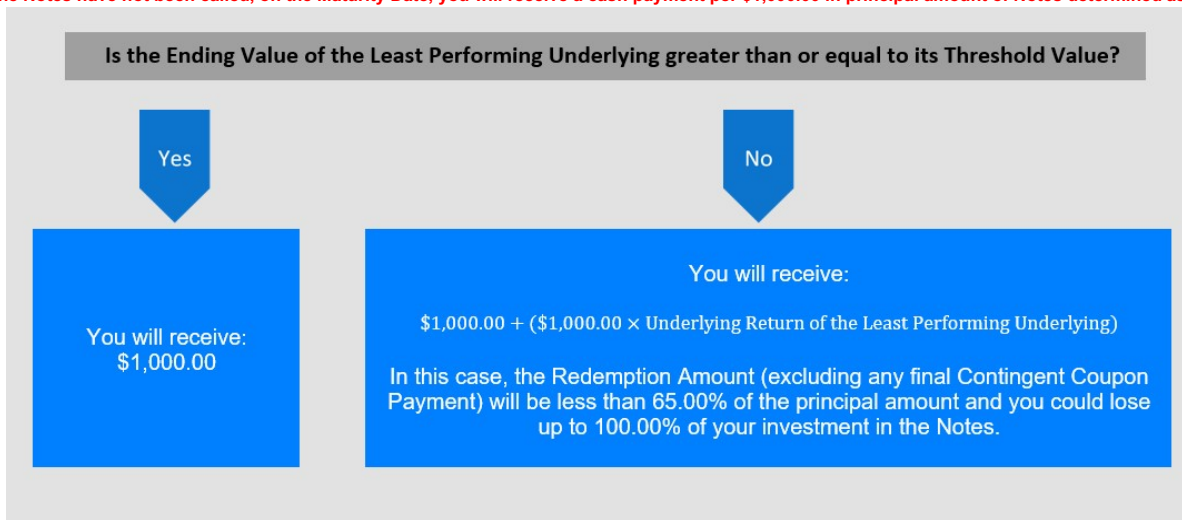 Is the Ending Value of the Least Performing Underlying greater than or equal to its Threshold Value?
Yes
No
You will receive:
$1,000.00
You will receive:
$1,000.00 + ($1,000.00 × Underlying Return of the Least Performing Underlying)
In this case, the Redemption Amount (excluding any final Contingent Coupon
Payment) will be less than 65.00% of the principal amount and you could lose
up to 100.00% of your investment in the Notes.